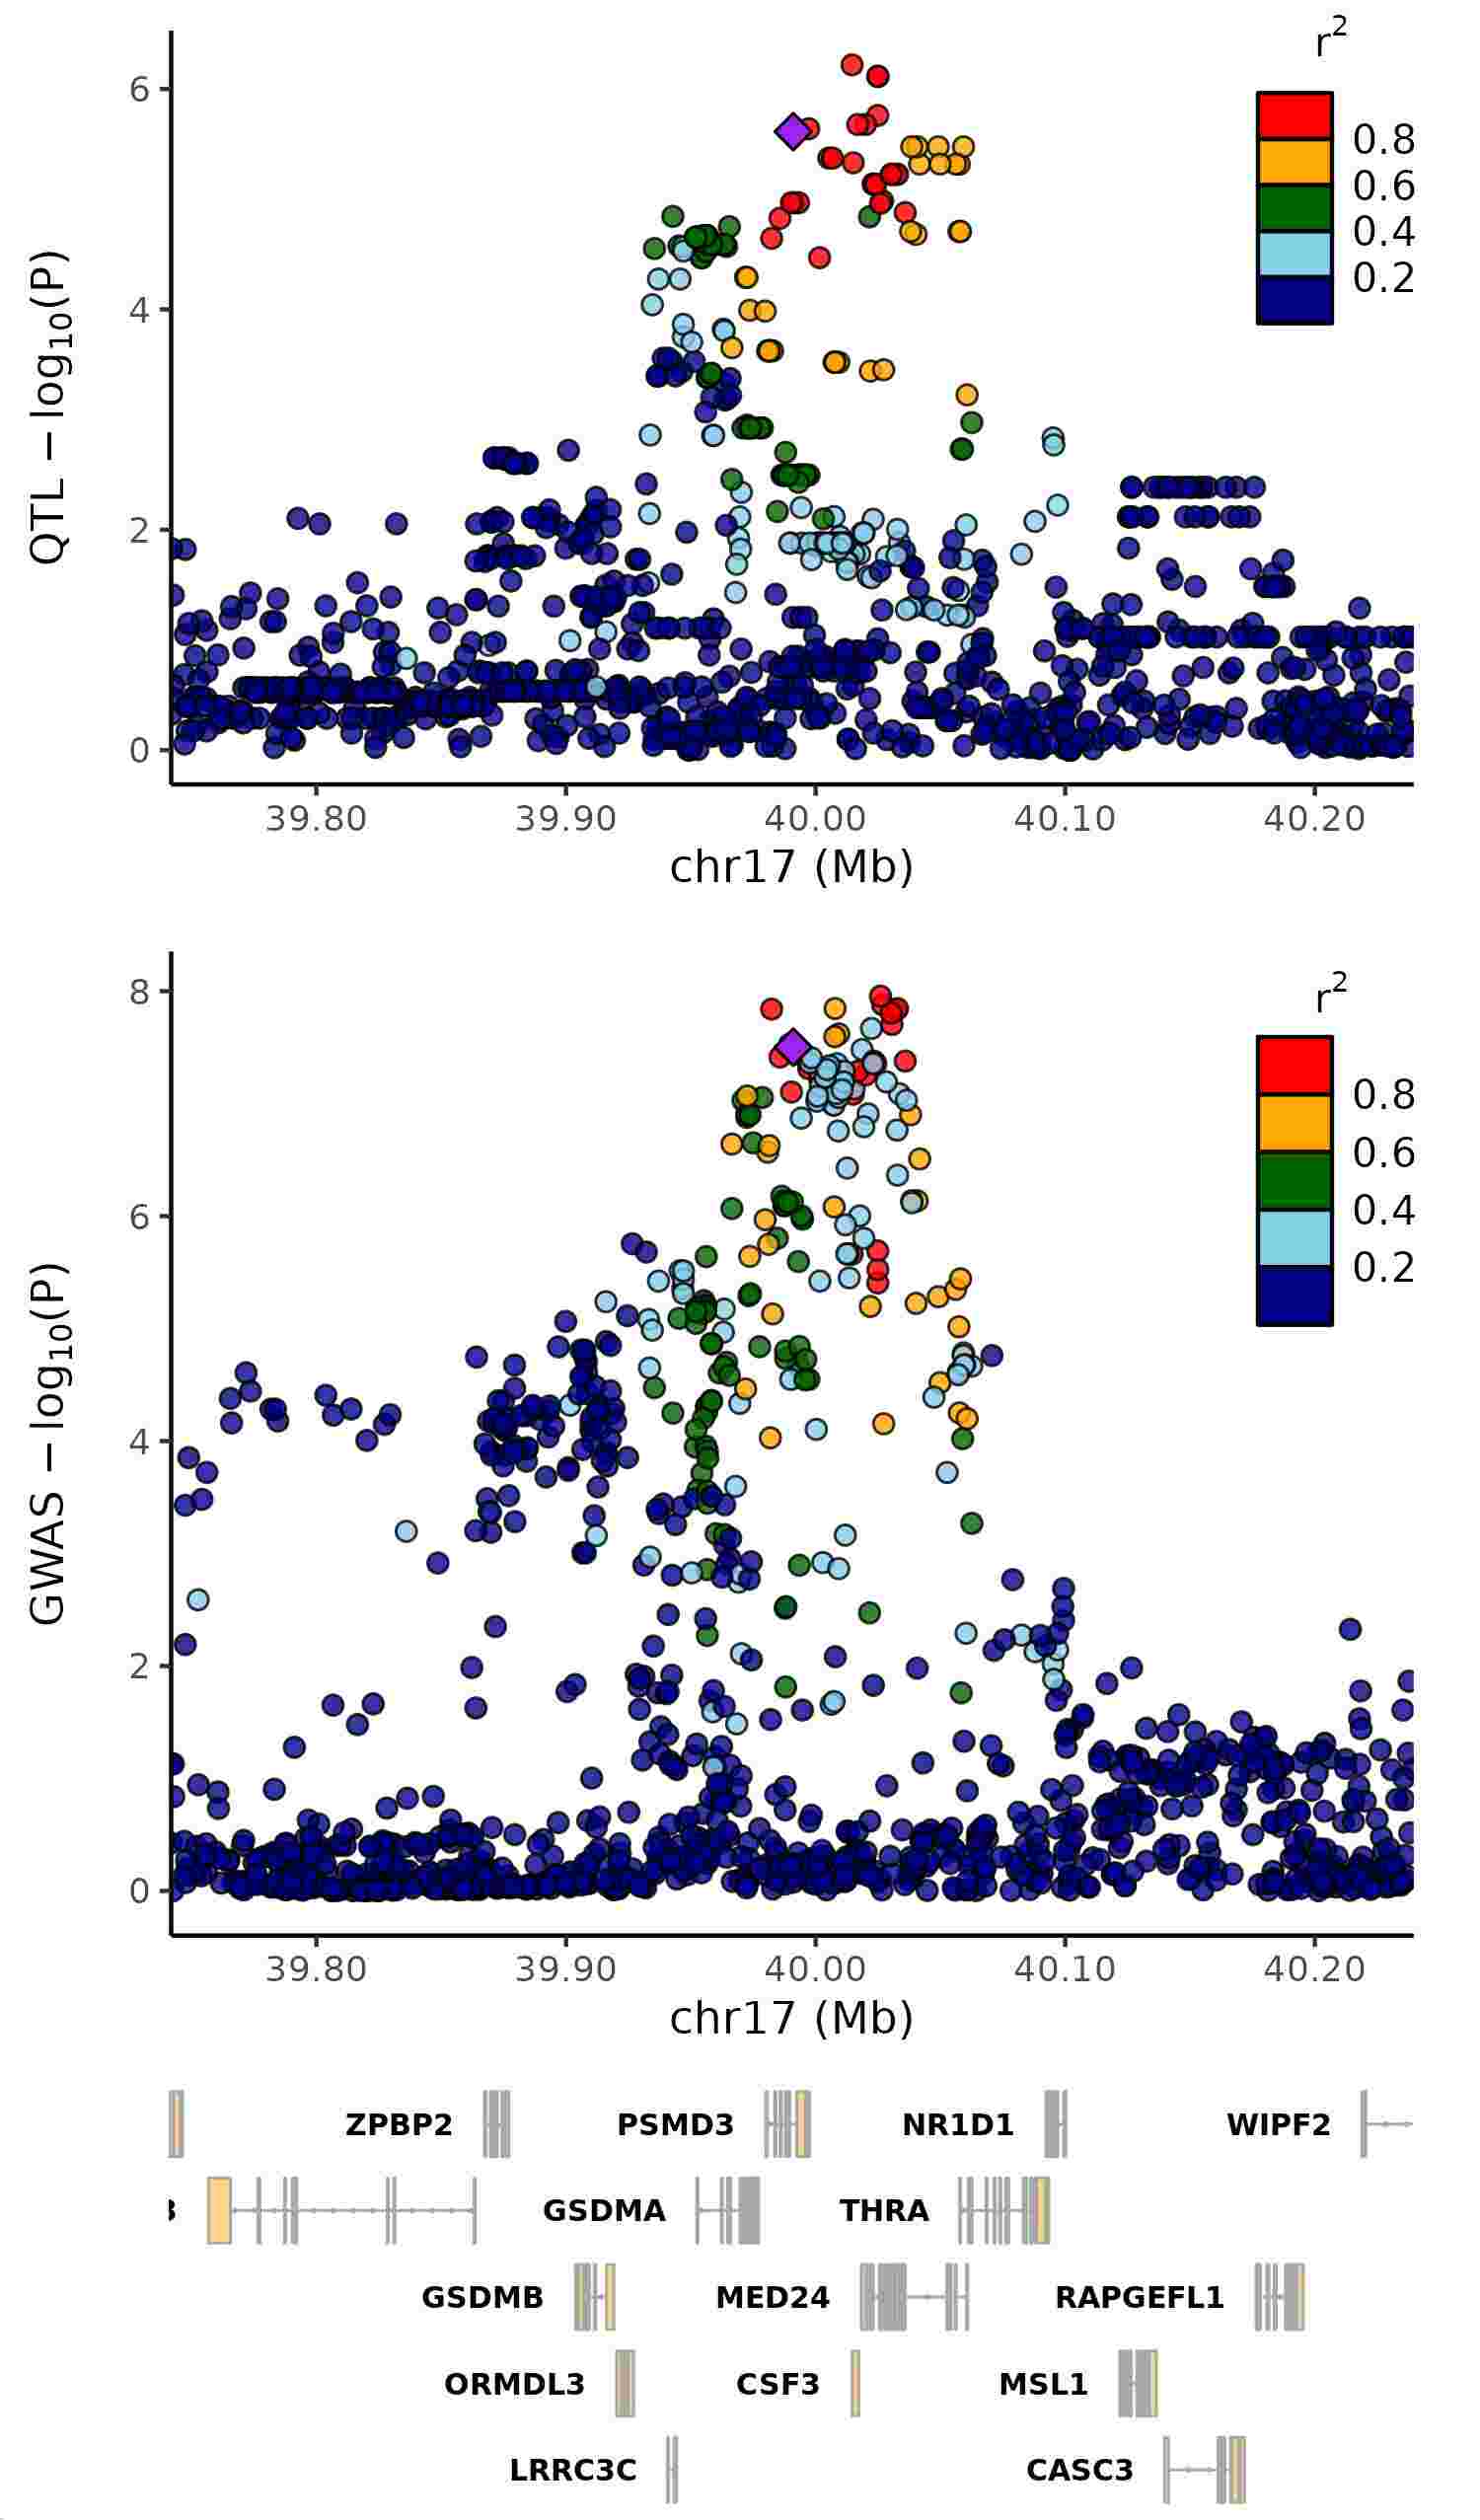 r²
6
0.8
0.6
0.4
0.2
4
2
0
QTL −log₁₀(P)
39.80 39.90 40.00 40.10 40.20
chr17 (Mb)
r²
8
0.8
0.6
0.4
0.2
6
4
2
0
GWAS −log₁₀(P)
39.80 39.90 40.00 40.10 40.20
chr17 (Mb)
ZPBP2 PSMD3 NR1D1 WIPF2
GSDMA THRA
GSDMB MED24 RAPGEFL1
ORMDL3 CSF3 MSL1
LRRC3C CASC3